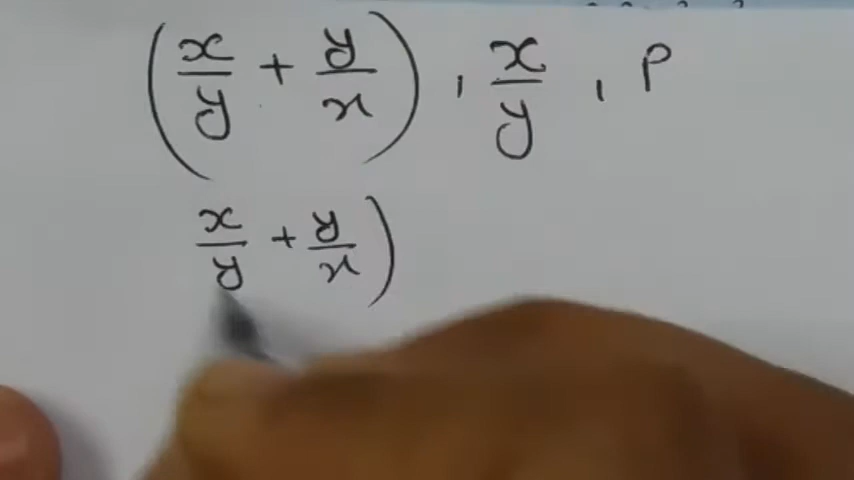 (x/y + y/x) , x/y , P
x/y + y/x)